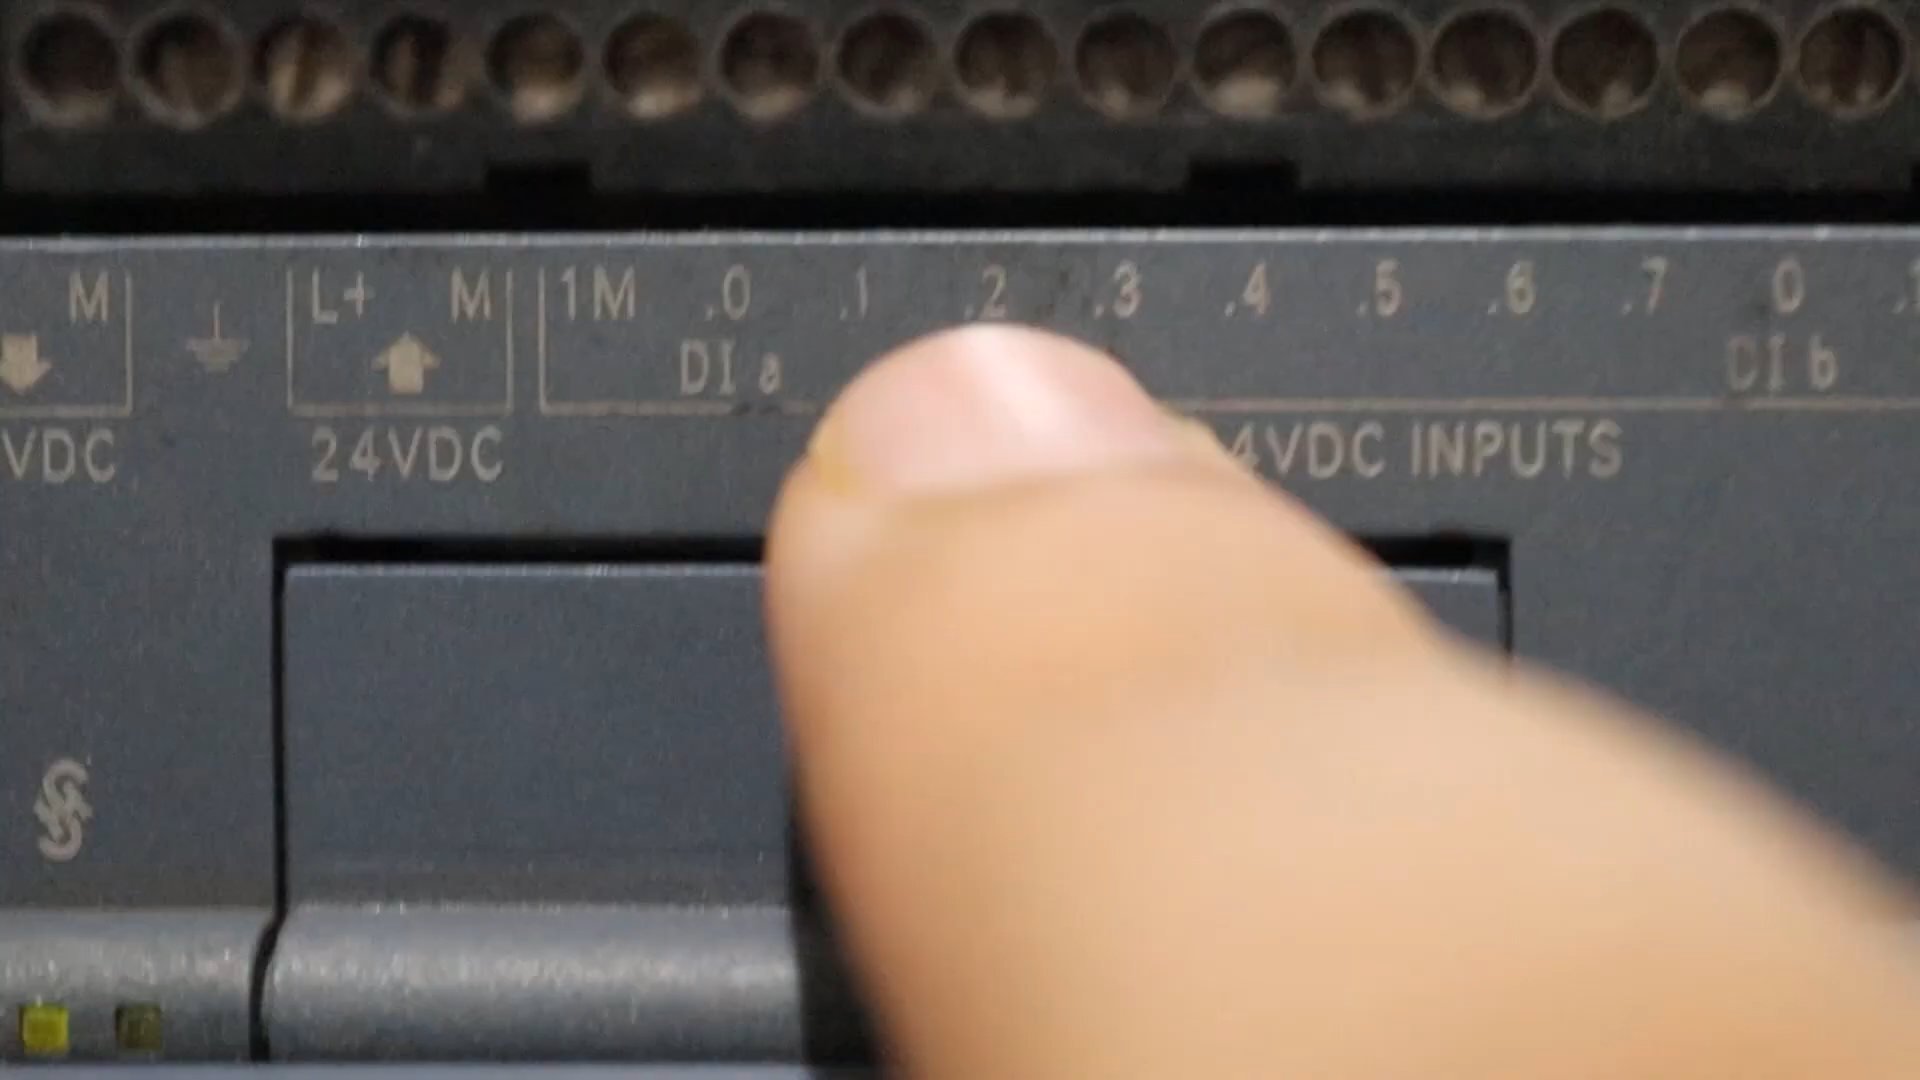 M L+ M 1M .0 .1 .2 .3 .4 .5 .6 .7 0
DI a DI b
VDC 24VDC 4VDC INPUTS